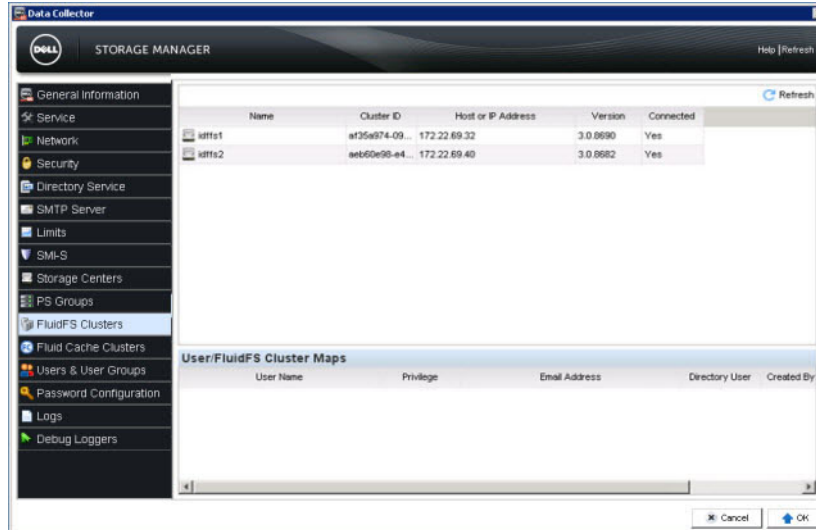 Data Collector
DELL
STORAGE MANAGER
Help | Refresh
General Information
Service
Network
Security
Directory Service
SMTP Server
Limits
SMI-S
Storage Centers
PS Groups
FluidFS Clusters
Fluid Cache Clusters
Users & User Groups
Password Configuration
Logs
Debug Loggers
Refresh
Name Cluster ID Host or IP Address Version Connected
idffs1 af35a974-09... 172.22.69.32 3.0.8690 Yes
idffs2 aeb60e98-e4... 172.22.69.40 3.0.8682 Yes
User/FluidFS Cluster Maps
User Name Privilege Email Address Directory User Created By
Cancel OK